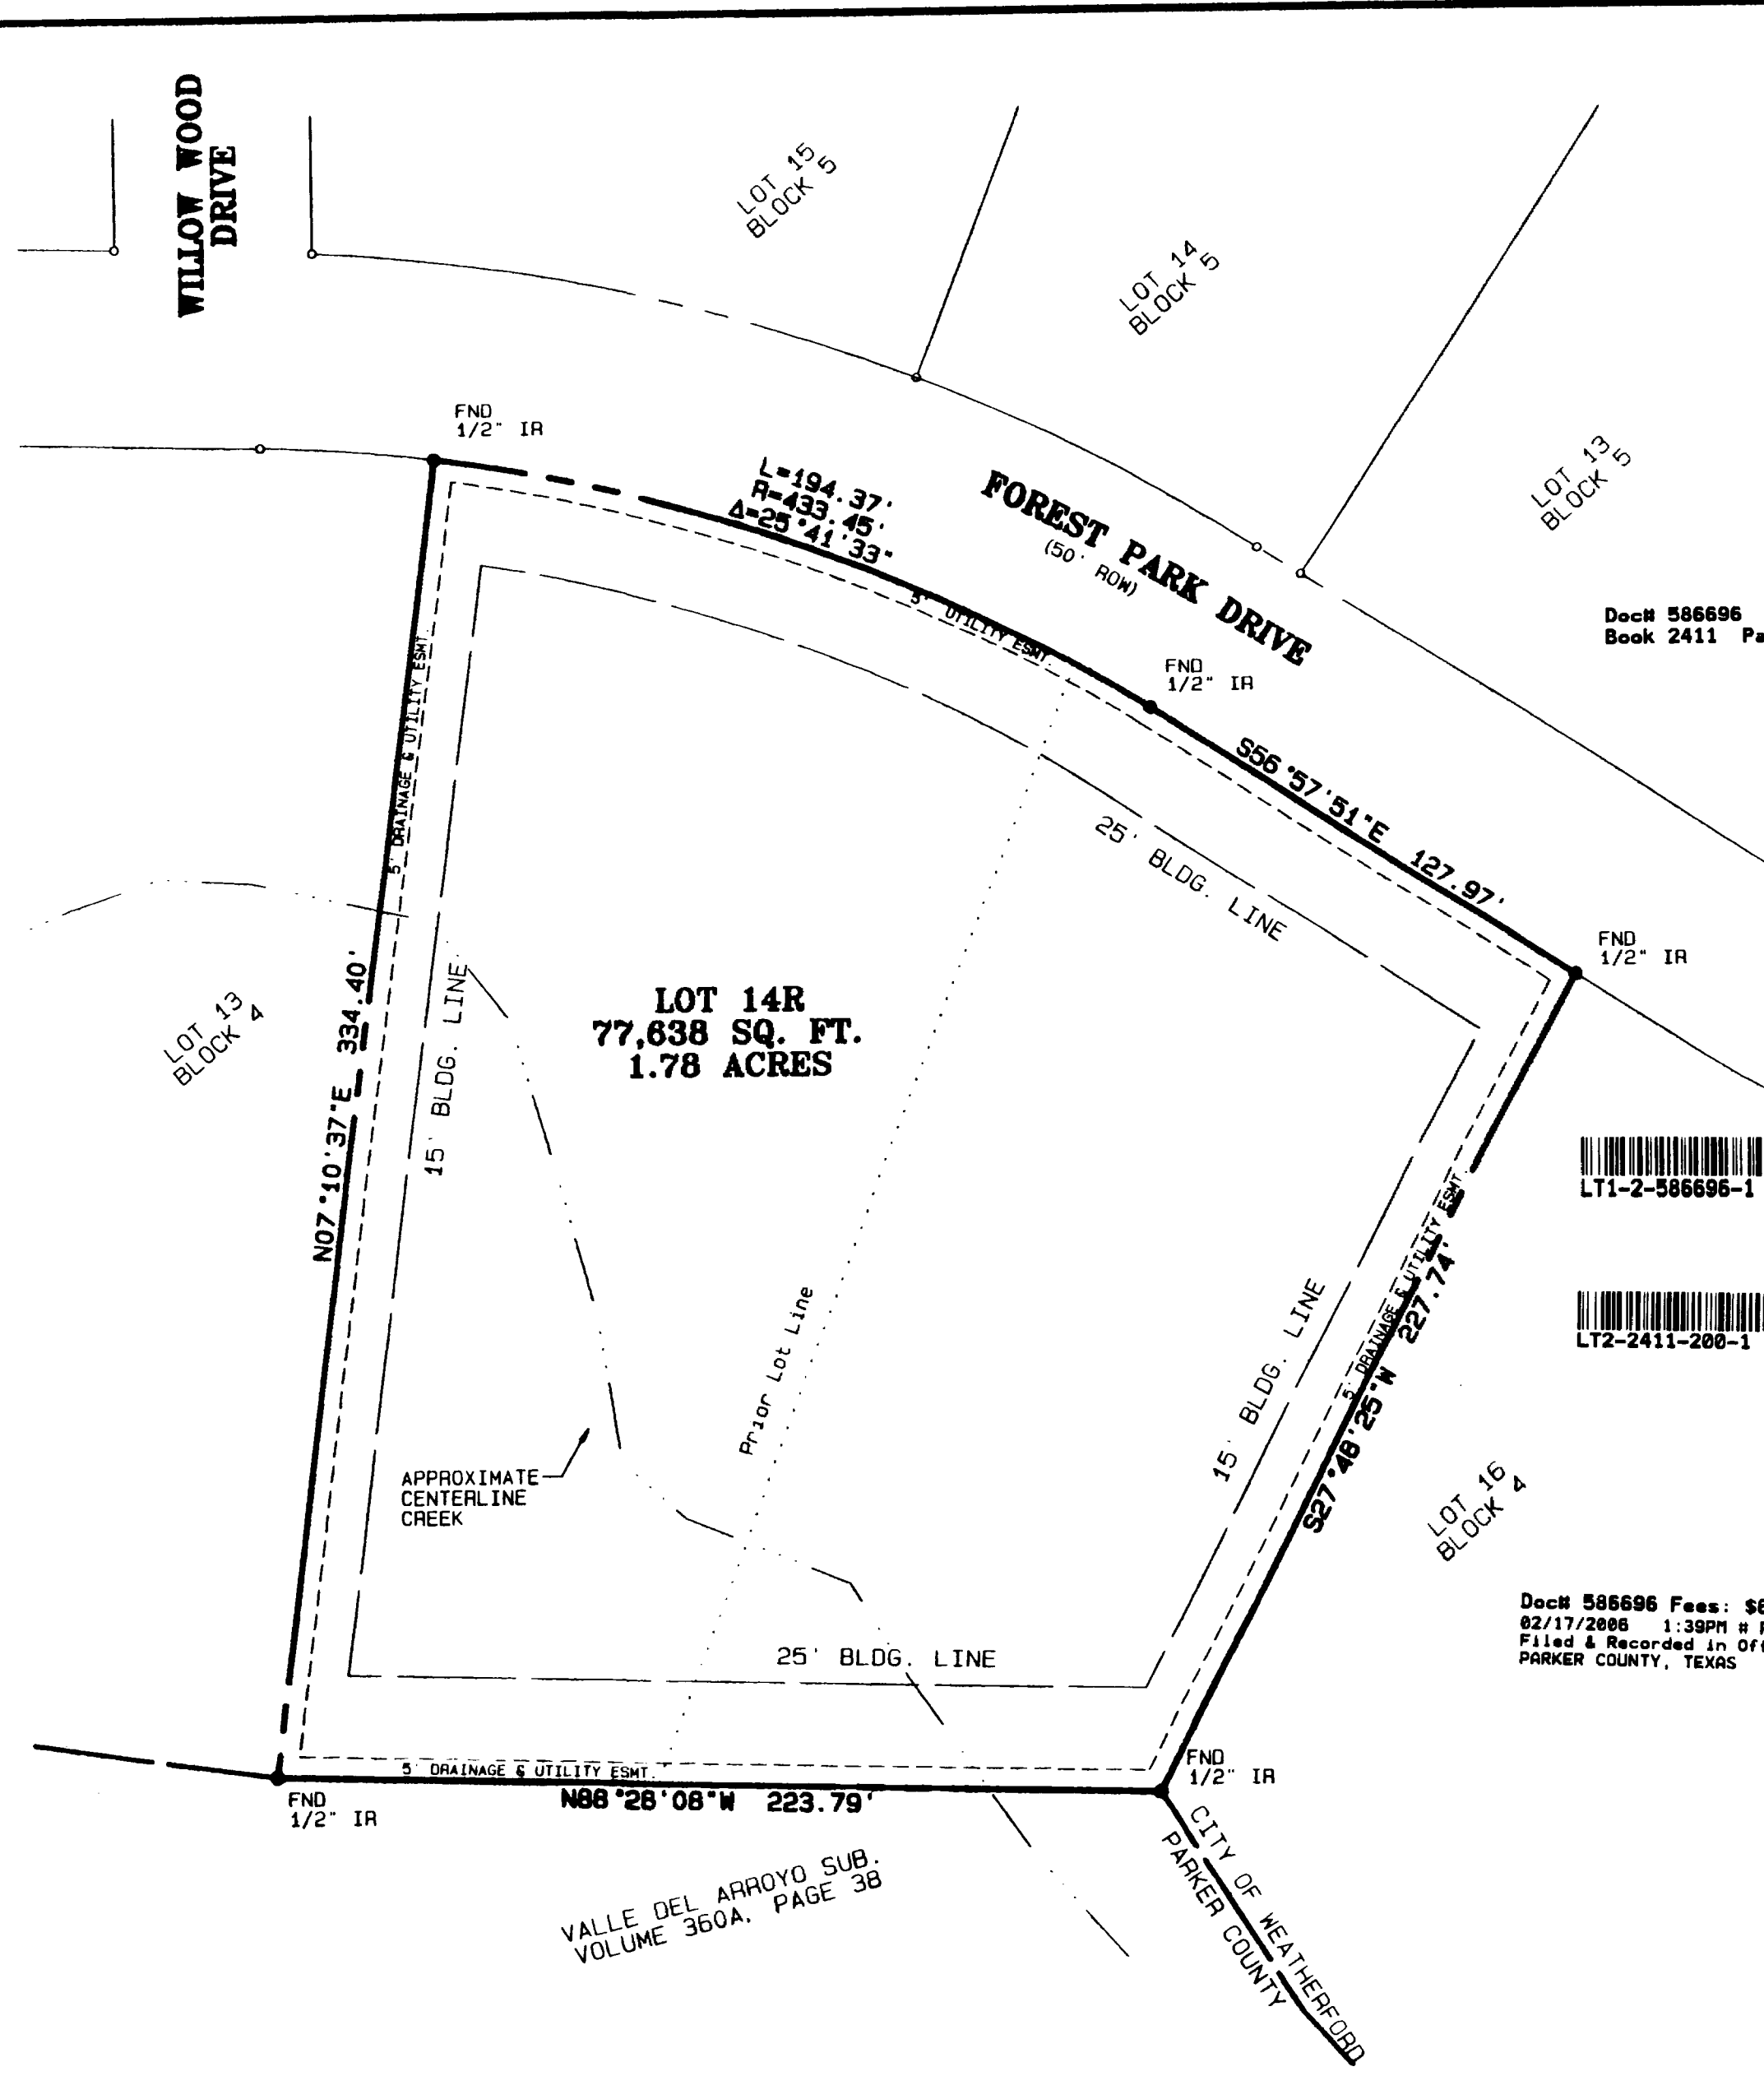 WILLOW WOOD
DRIVE
LOT 15
BLOCK 5
LOT 14
BLOCK 5
LOT 13
BLOCK 5
FND
1/2" IR
L=194.37'
R=433.45'
Δ=25°41'33"
FOREST PARK DRIVE
(50' ROW)
5' UTILITY ESMT.
FND
1/2" IR
Doc# 586696
Book 2411 Pa
S56°57'51"E 127.97'
25' BLDG. LINE
FND
1/2" IR
5' DRAINAGE & UTILITY ESMT.
N07°10'37"E 334.40'
15' BLDG. LINE
LOT 13
BLOCK 4
LOT 14R
77,638 SQ. FT.
1.78 ACRES
LT1-2-586696-1
LT2-2411-200-1
Prior Lot Line
15' BLDG. LINE
5' DRAINAGE & UTILITY ESMT.
S27°48'25"W 227.74'
APPROXIMATE
CENTERLINE
CREEK
LOT 16
BLOCK 4
Doc# 586696 Fees: $6
02/17/2006 1:39PM # P
Filed & Recorded in Off
PARKER COUNTY, TEXAS
25' BLDG. LINE
5' DRAINAGE & UTILITY ESMT.
FND
1/2" IR
N88°28'08"W 223.79'
FND
1/2" IR
VALLE DEL ARROYO SUB.
VOLUME 360A, PAGE 38
CITY OF WEATHERFORD
PARKER COUNTY